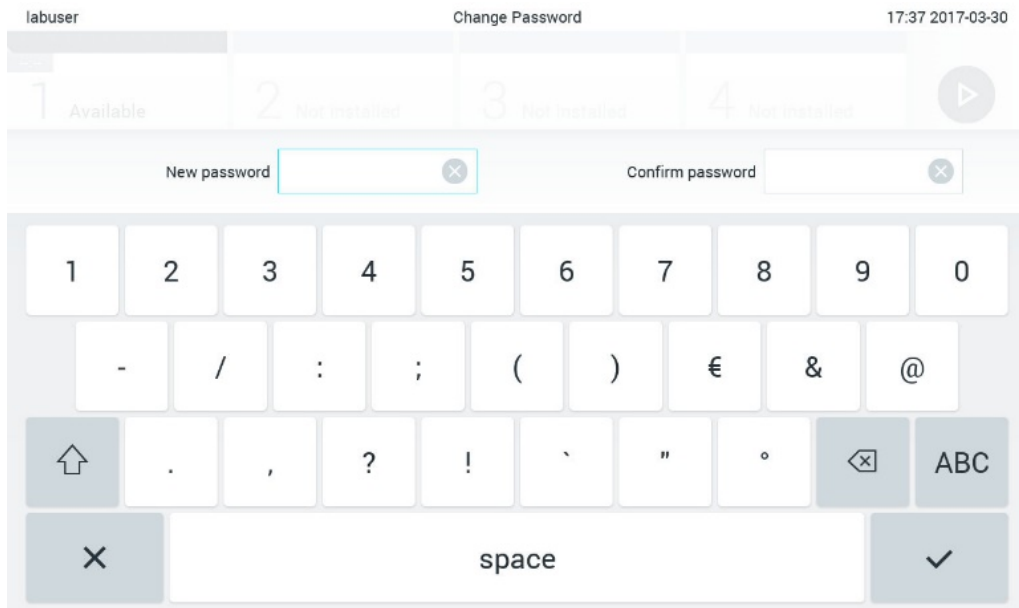 labuser Change Password 17:37 2017-03-30
1 Available 2 Not installed 3 Not installed 4 Not installed
New password Confirm password
1 2 3 4 5 6 7 8 9 0
- / : ; ( ) € & @
. , ? ! ` " ° ABC
space